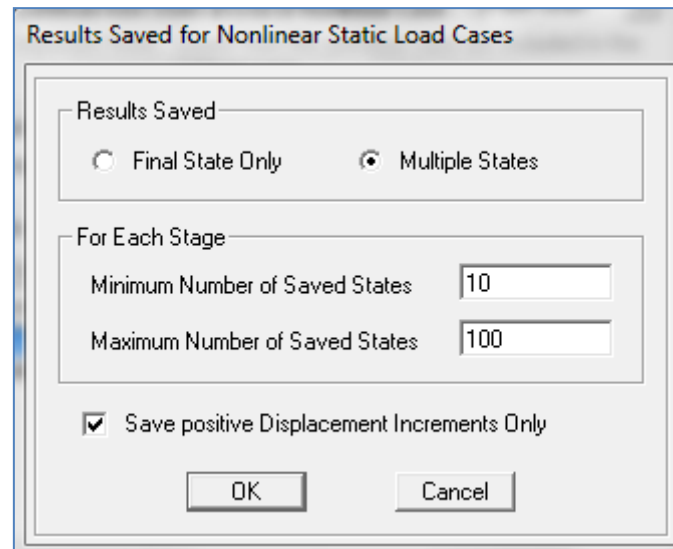 Results Saved for Nonlinear Static Load Cases
Results Saved
Final State Only
Multiple States
For Each Stage
Minimum Number of Saved States
10
Maximum Number of Saved States
100
Save positive Displacement Increments Only
OK
Cancel